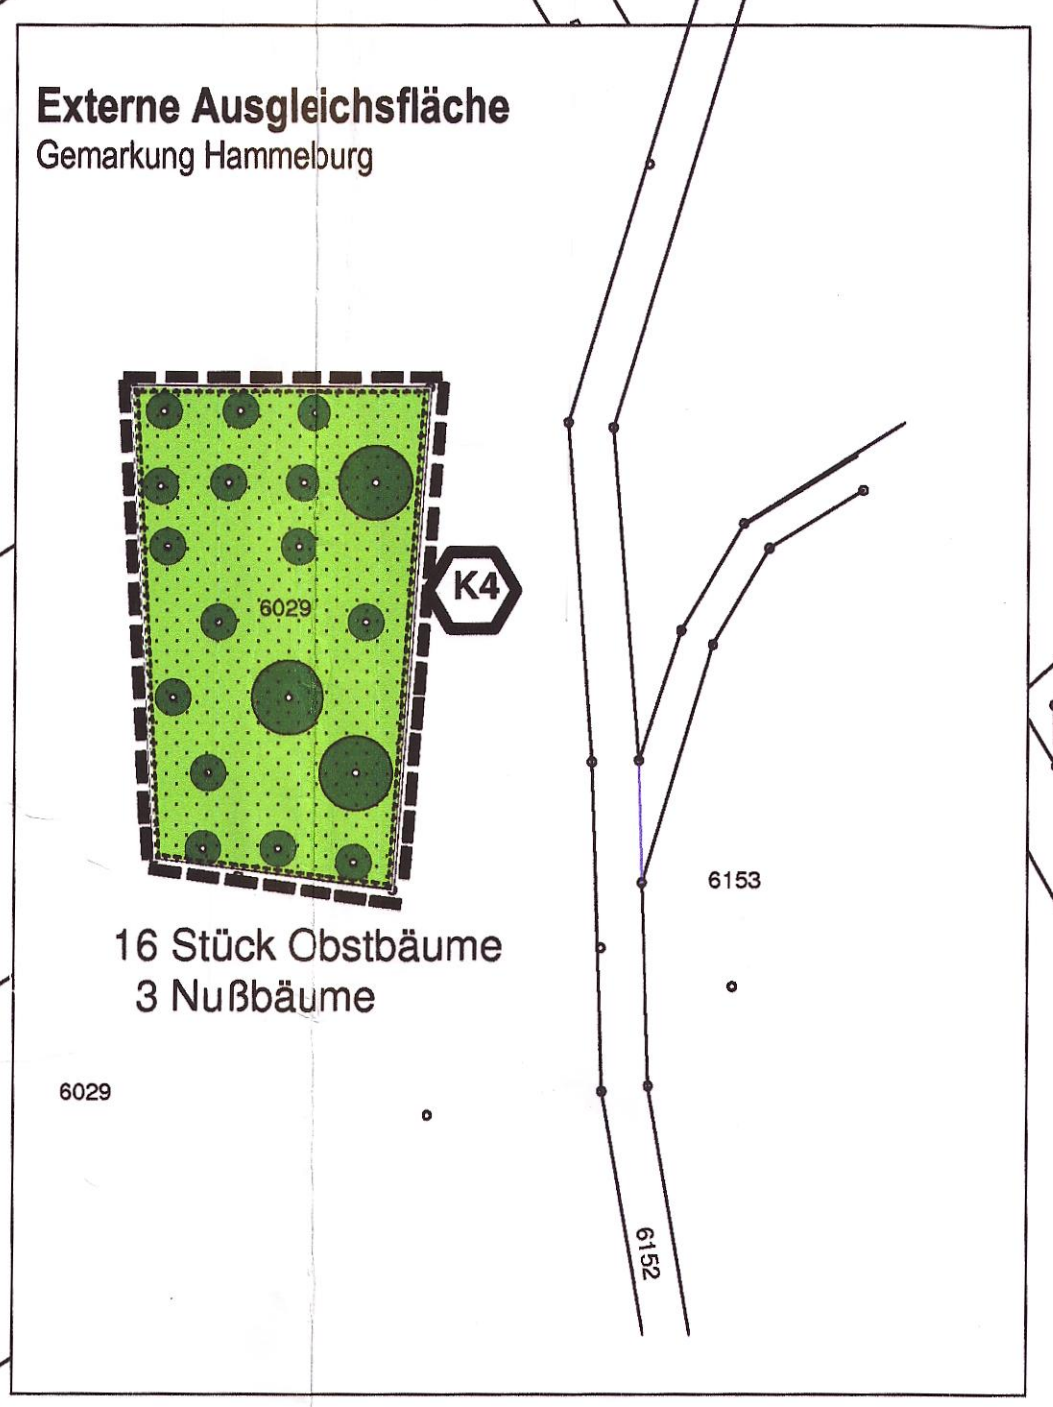 Externe Ausgleichsfläche
Gemarkung Hammelburg
K4
6029
6153
16 Stück Obstbäume
3 Nußbäume
6029
6152